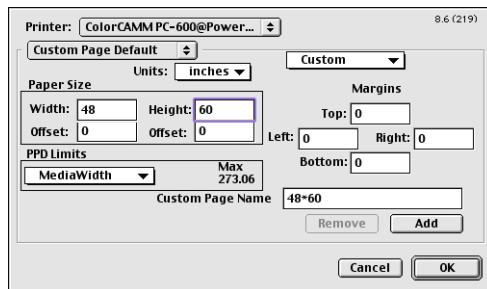 8.6 (219)
Printer: ColorCAMM PC-600@Power...
Custom Page Default
Units: inches
Custom
Paper Size
Width: 48 Height: 60
Offset: 0 Offset: 0
Margins
Top: 0
Left: 0 Right: 0
Bottom: 0
PPD Limits
MediaWidth
Max
273.06
Custom Page Name 48*60
Remove Add
Cancel OK